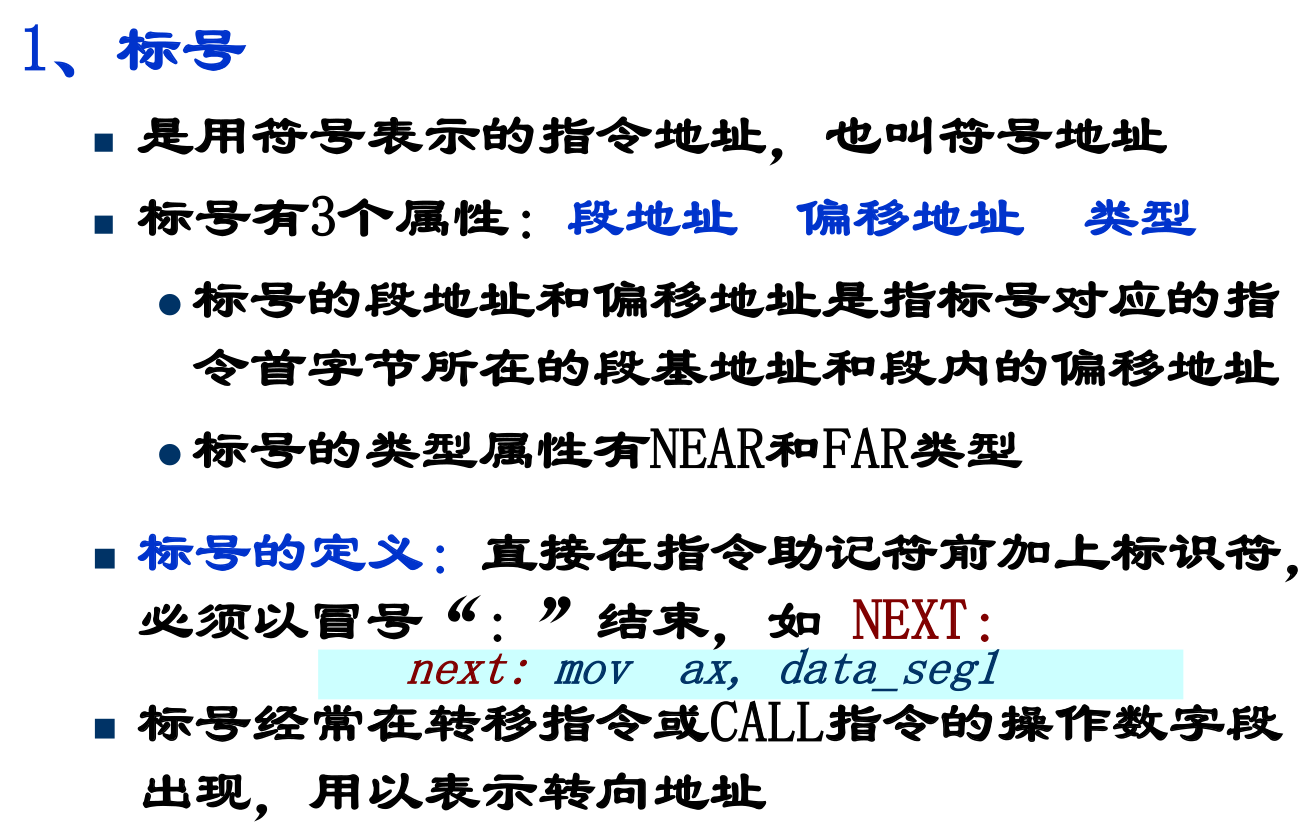 1、标号
是用符号表示的指令地址，也叫符号地址
标号有3个属性：段地址 偏移地址 类型
标号的段地址和偏移地址是指标号对应的指
令首字节所在的段基地址和段内的偏移地址
标号的类型属性有NEAR和FAR类型
标号的定义：直接在指令助记符前加上标识符，
必须以冒号“：”结束，如 NEXT：
next: mov ax, data_seg1
标号经常在转移指令或CALL指令的操作数字段
出现，用以表示转向地址